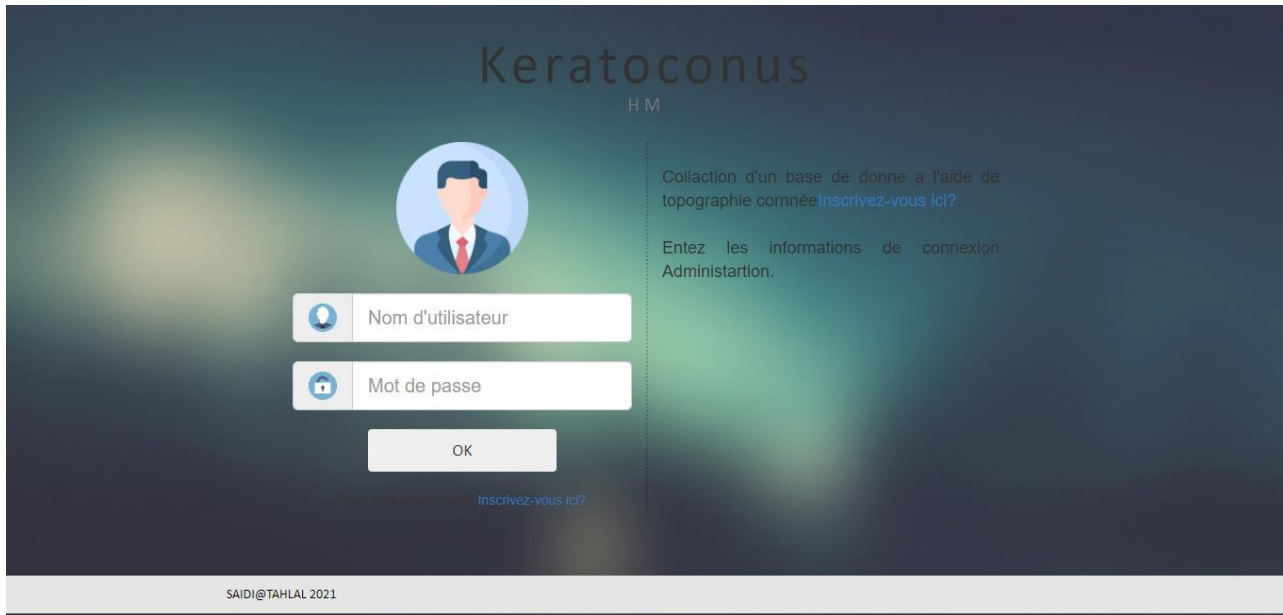 Keratoconus
HM
Collaction d'un base de donne a l'aide de
topographie cornnéeInscrivez-vous ici?
Entez les informations de connexion
Administartion.
Nom d'utilisateur
Mot de passe
OK
Inscrivez-vous ici?
SAIDI@TAHLAL 2021